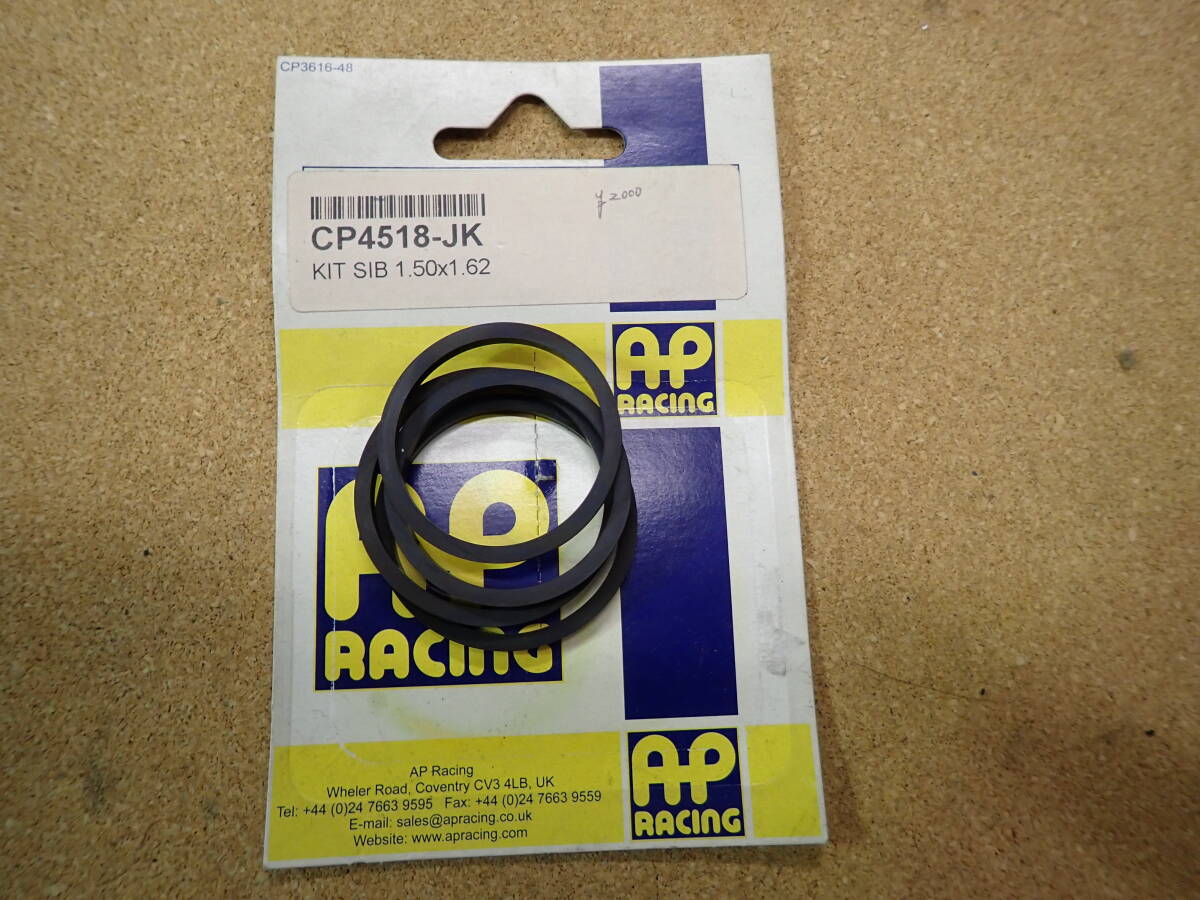 CP3616-48
¥2000
CP4518-JK
KIT SIB 1.50x1.62
AP
RACING
AP
RACING
AP Racing
Wheler Road, Coventry CV3 4LB, UK
Tel: +44 (0)24 7663 9595 Fax: +44 (0)24 7663 9559
E-mail: sales@apracing.co.uk
Website: www.apracing.com
AP
RACING